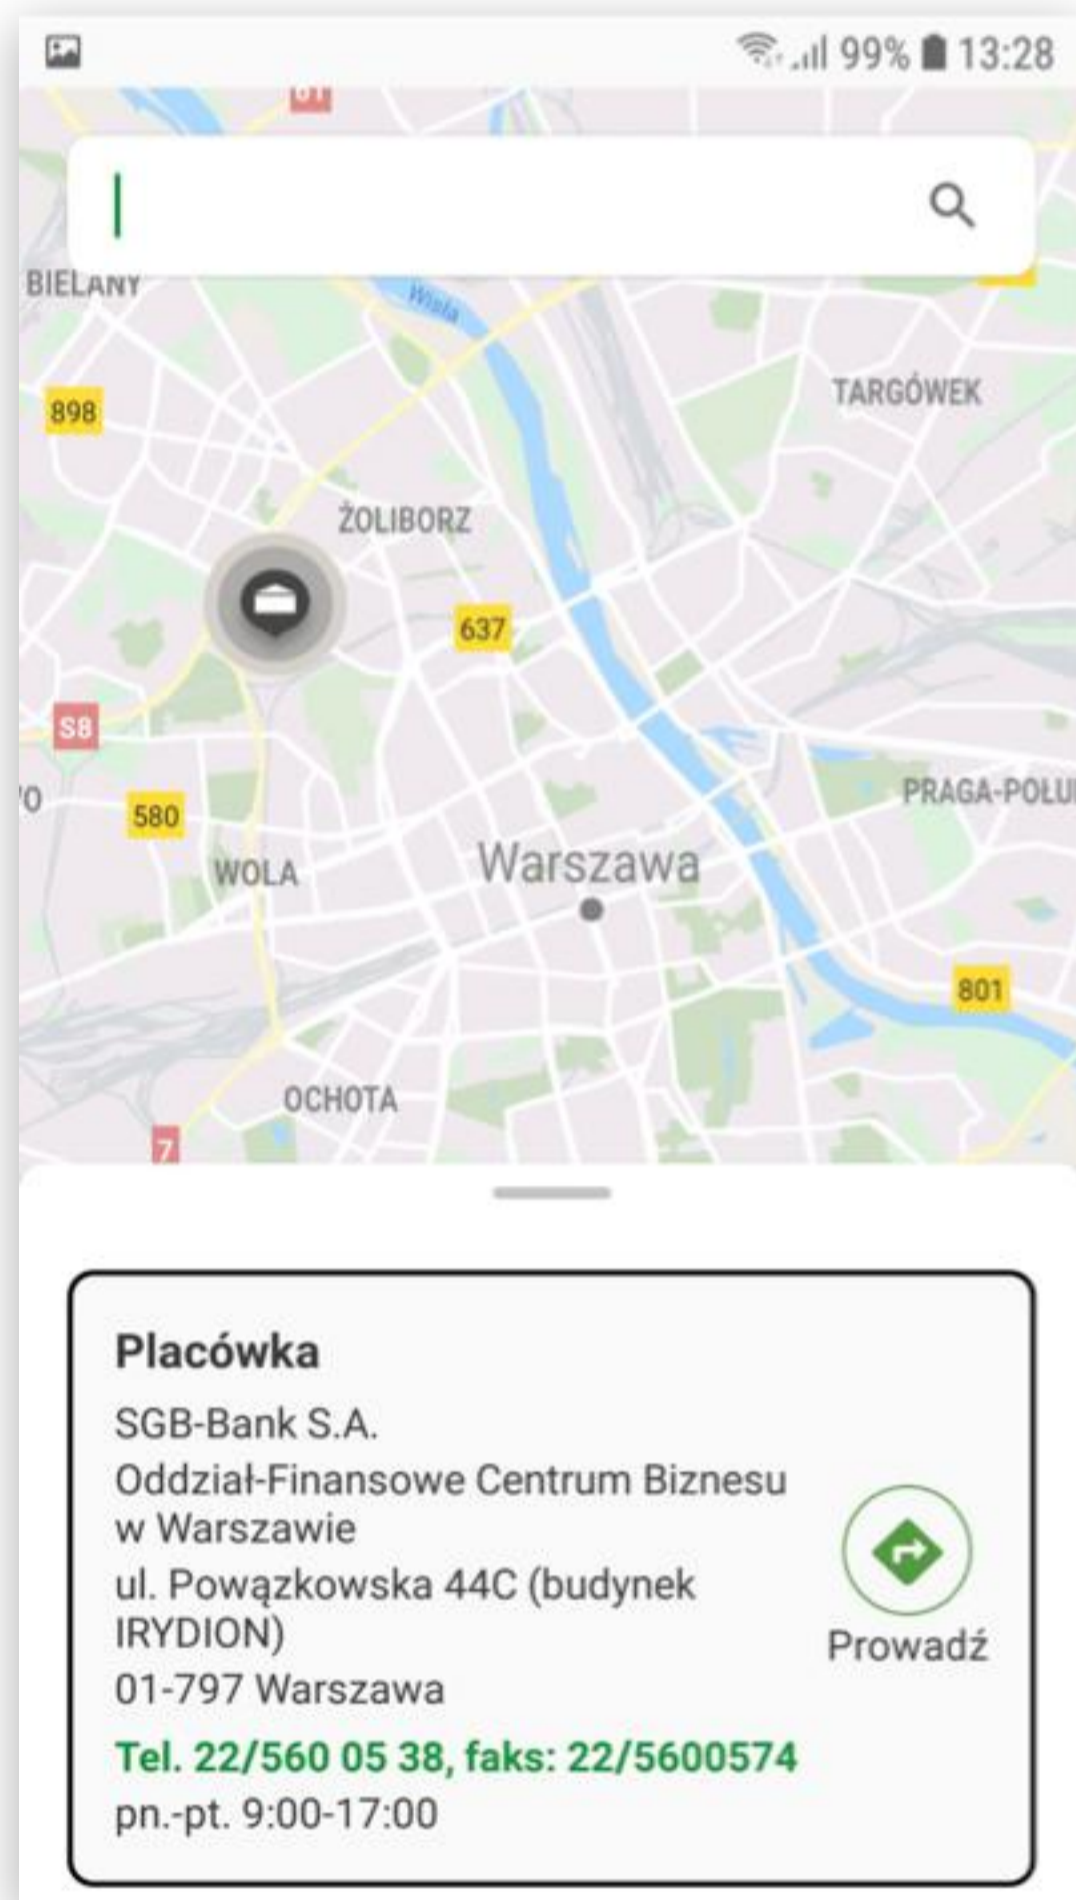 99% 13:28
BIELANY
Wisła
898
TARGÓWEK
ŻOLIBORZ
637
S8
580
WOLA
Warszawa
PRAGA-POŁU
801
OCHOTA
7
Placówka
SGB-Bank S.A.
Oddział-Finansowe Centrum Biznesu
w Warszawie
ul. Powązkowska 44C (budynek
IRYDION)
Prowadź
01-797 Warszawa
Tel. 22/560 05 38, faks: 22/5600574
pn.-pt. 9:00-17:00